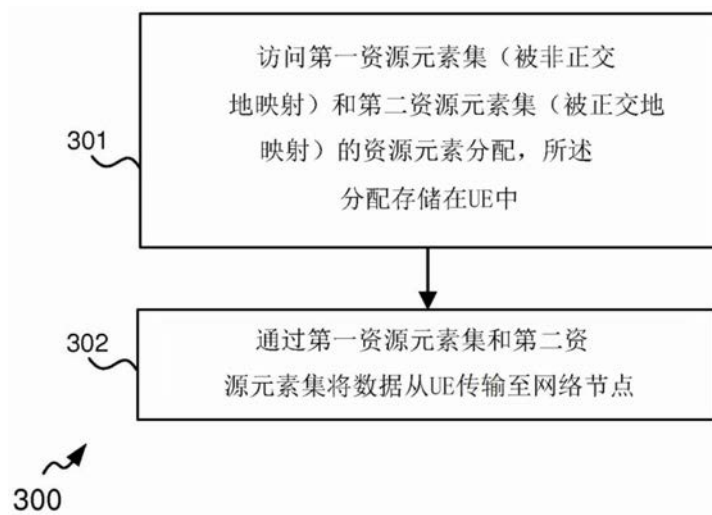 访问第一资源元素集（被非正交
地映射）和第二资源元素集（被正交地
映射）的资源元素分配，所述
分配存储在UE中
301
通过第一资源元素集和第二资
源元素集将数据从UE传输至网络节点
302
300